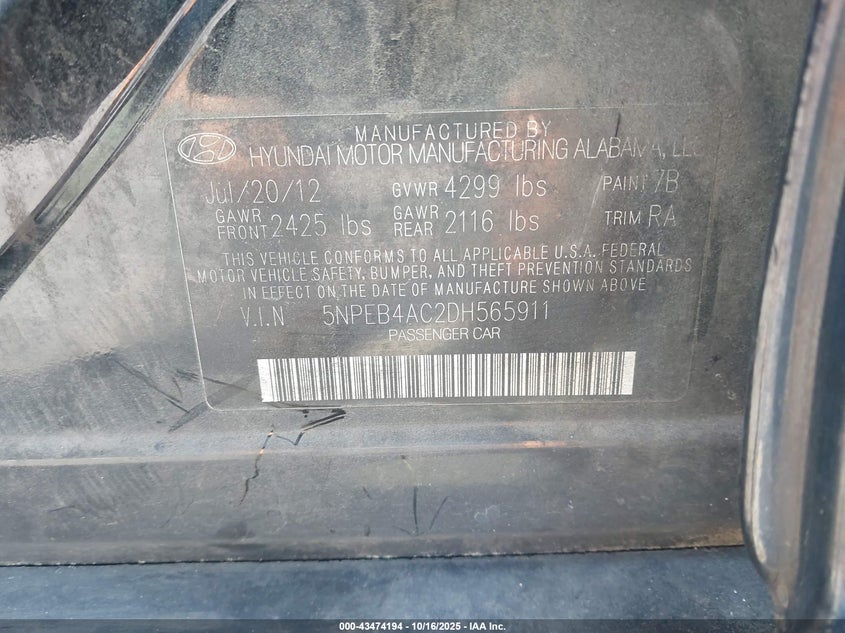 MANUFACTURED BY
HYUNDAI MOTOR MANUFACTURING ALABAMA, LLC
Jul/20/12 GVWR 4299 lbs PAINT 7B
GAWR FRONT 2425 lbs GAWR REAR 2116 lbs TRIM RA
THIS VEHICLE CONFORMS TO ALL APPLICABLE U.S.A. FEDERAL
MOTOR VEHICLE SAFETY, BUMPER, AND THEFT PREVENTION STANDARDS
IN EFFECT ON THE DATE OF MANUFACTURE SHOWN ABOVE.
V.I.N 5NPEB4AC2DH565911
PASSENGER CAR
000-43474194 - 10/16/2025 - IAA Inc.